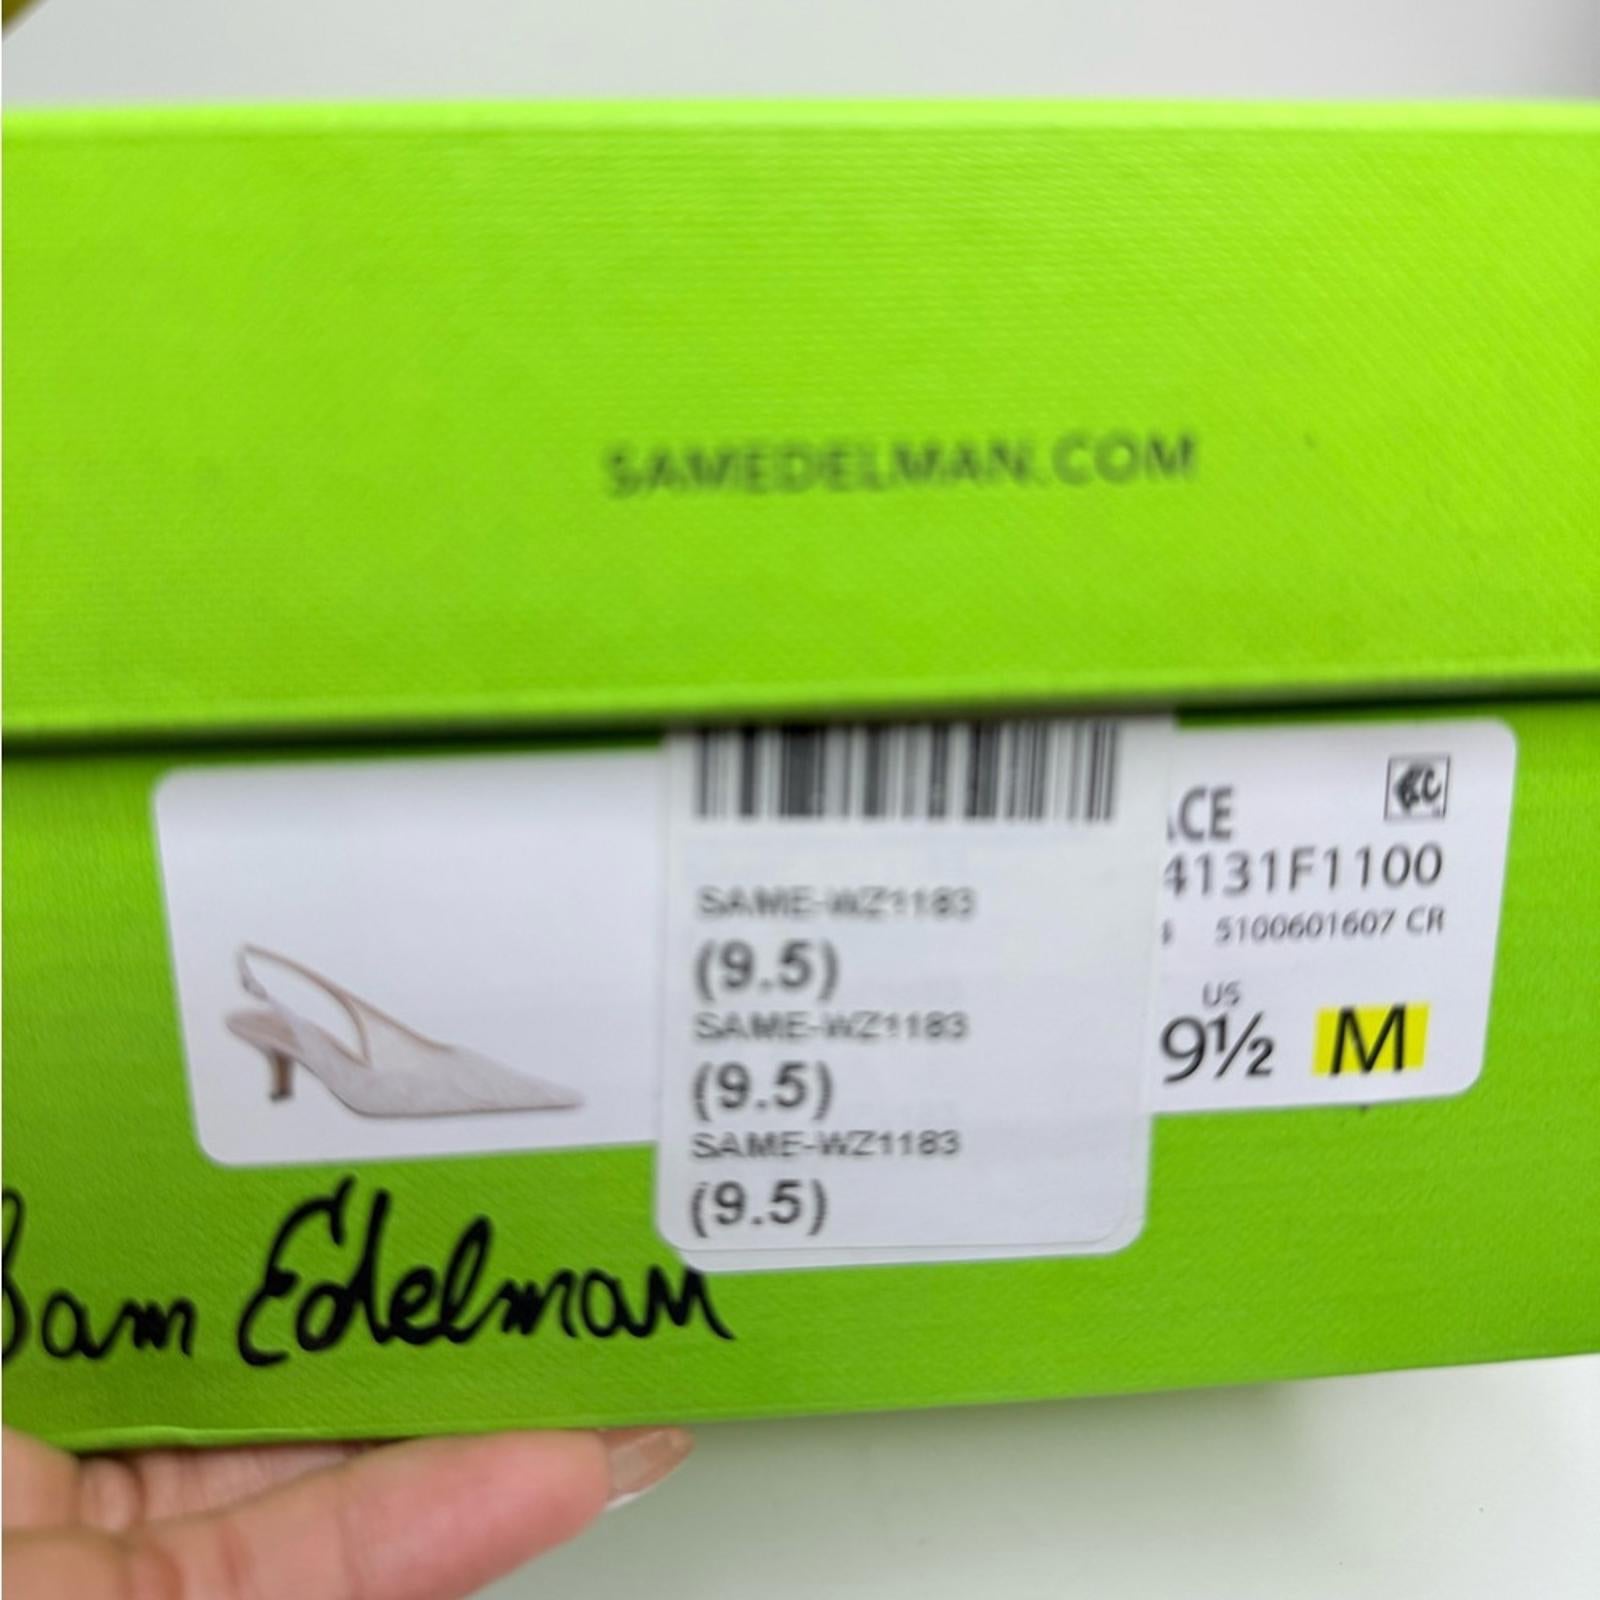 SAMEDELMAN.COM
SAME-WZ1183
(9.5)
SAME-WZ1183
(9.5)
SAME-WZ1183
(9.5)
CE
4131F1100
5100601607 CR
US
9½ M
Sam Edelman